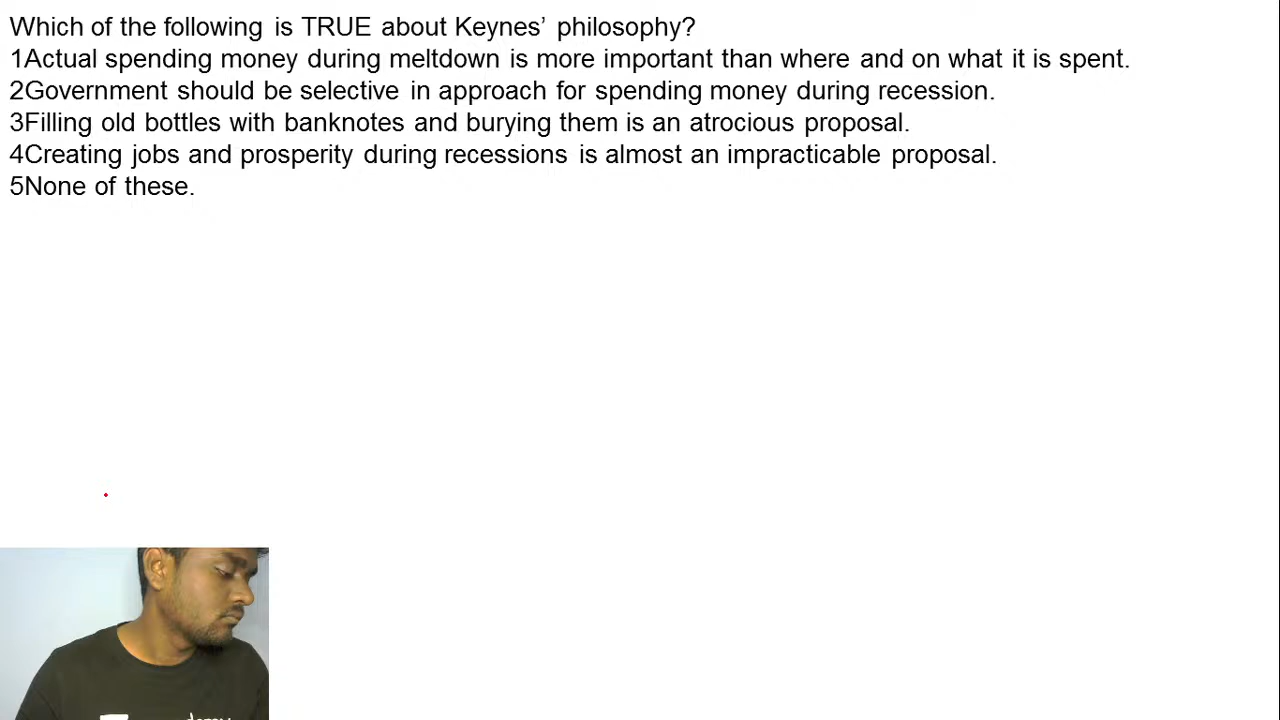 Which of the following is TRUE about Keynes’ philosophy?
1Actual spending money during meltdown is more important than where and on what it is spent.
2Government should be selective in approach for spending money during recession.
3Filling old bottles with banknotes and burying them is an atrocious proposal.
4Creating jobs and prosperity during recessions is almost an impracticable proposal.
5None of these.